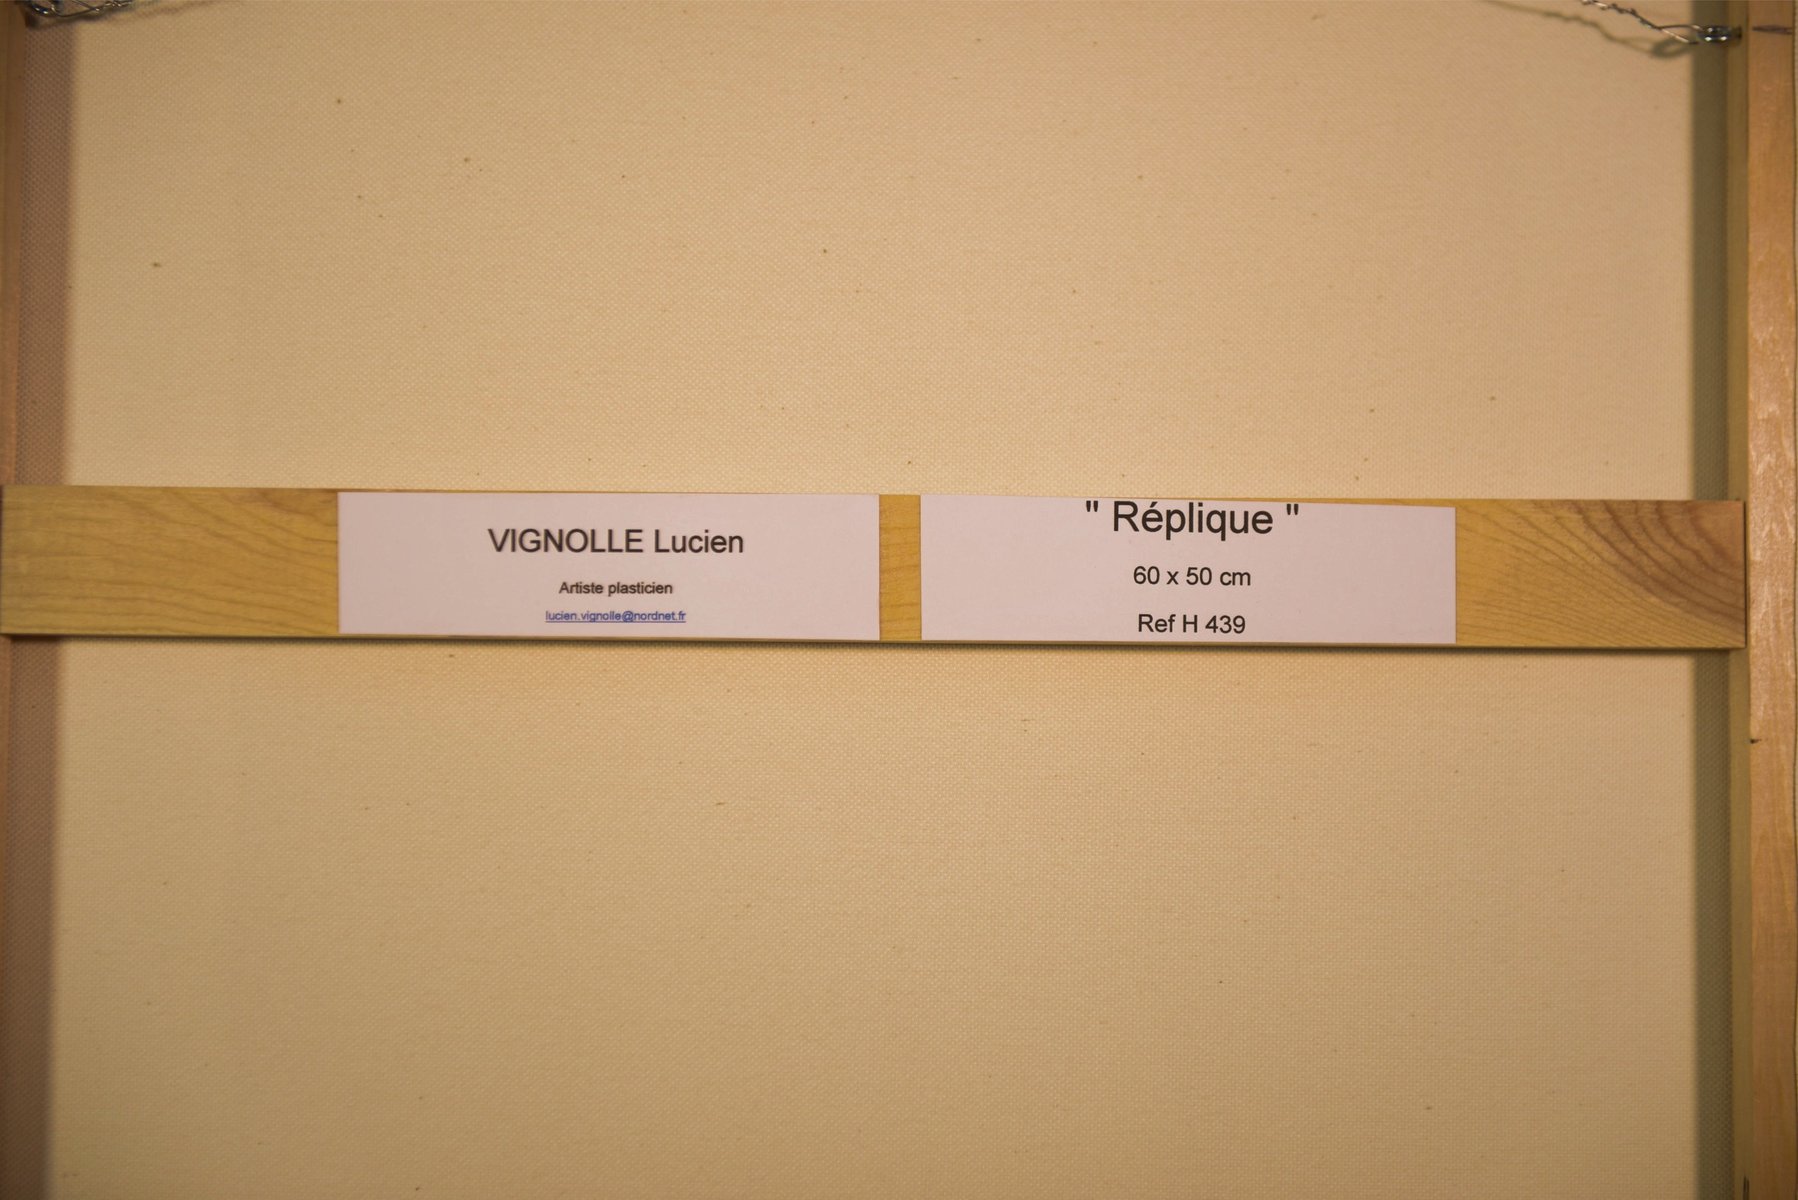 VIGNOLLE Lucien
Artiste plasticien
lucien.vignolle@nordnet.fr
" Réplique "
60 x 50 cm
Ref H 439